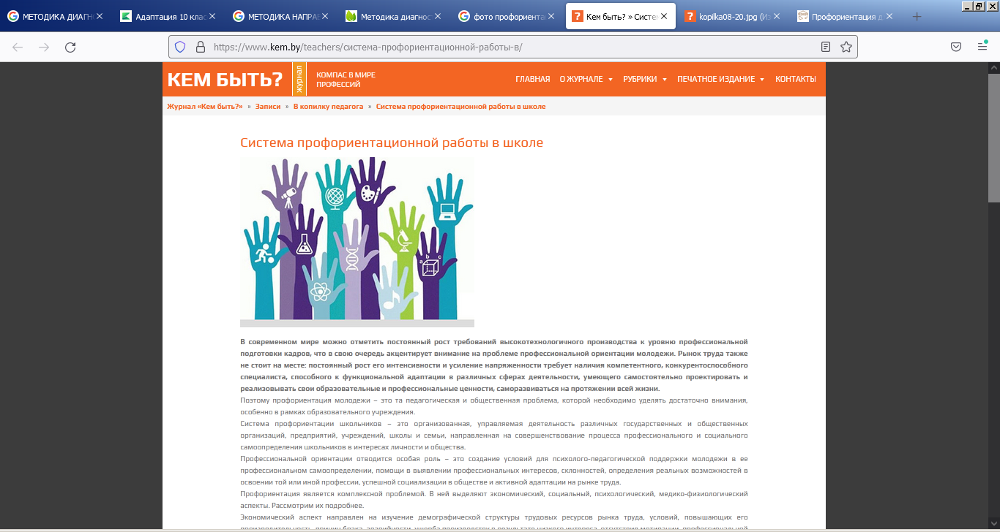 МЕТОДИКА ДИАГН
Адаптация 10 клас
МЕТОДИКА НАПРАВ
Методика диагнос
фото профориента
Кем быть? » Систе
kopilka08-20.jpg (Из
Профориентация д
https://www.kem.by/teachers/система-профориентационной-работы-в/
КЕМ БЫТЬ?
журнал
КОМПАС В МИРЕ
ПРОФЕССИЙ
ГЛАВНАЯ О ЖУРНАЛЕ РУБРИКИ ПЕЧАТНОЕ ИЗДАНИЕ КОНТАКТЫ
Журнал «Кем быть?» » Записи » В копилку педагога » Система профориентационной работы в школе
Система профориентационной работы в школе
a b c
В современном мире можно отметить постоянный рост требований высокотехнологичного производства к уровню профессиональной
подготовки кадров, что в свою очередь акцентирует внимание на проблеме профессиональной ориентации молодежи. Рынок труда также
не стоит на месте: постоянный рост его интенсивности и усиление напряженности требует наличия компетентного, конкурентоспособного
специалиста, способного к функциональной адаптации в различных сферах деятельности, умеющего самостоятельно проектировать и
реализовывать свои образовательные и профессиональные ценности, саморазвиваться на протяжении всей жизни.
Поэтому профориентация молодежи – это та педагогическая и общественная проблема, которой необходимо уделять достаточно внимания,
особенно в рамках образовательного учреждения.
Система профориентации школьников – это организованная, управляемая деятельность различных государственных и общественных
организаций, предприятий, учреждений, школы и семьи, направленная на совершенствование процесса профессионального и социального
самоопределения школьников в интересах личности и общества.
Профессиональной ориентации отводится особая роль – это создание условий для психолого-педагогической поддержки молодежи в ее
профессиональном самоопределении, помощи в выявлении профессиональных интересов, склонностей, определения реальных возможностей в
освоении той или иной профессии, успешной социализации в обществе и активной адаптации на рынке труда.
Профориентация является комплексной проблемой. В ней выделяют экономический, социальный, психологический, медико-физиологический
аспекты. Рассмотрим их подробнее.
Экономический аспект направлен на изучение демографической структуры трудовых ресурсов рынка труда, условий, повышающих его